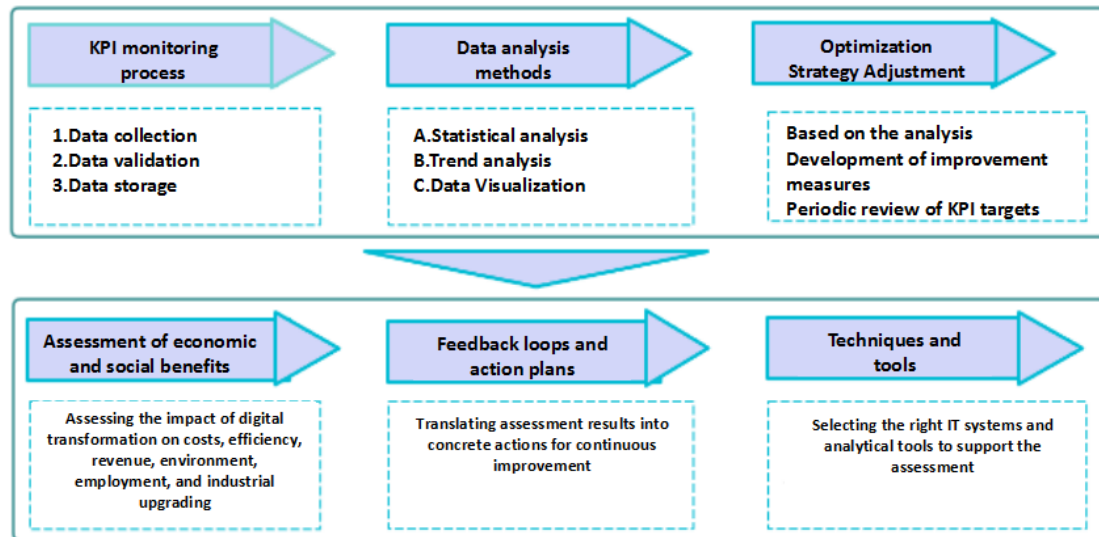 KPI monitoring
process
Data analysis
methods
Optimization
Strategy Adjustment
1.Data collection
2.Data validation
3.Data storage
A.Statistical analysis
B.Trend analysis
C.Data Visualization
Based on the analysis
Development of improvement
measures
Periodic review of KPI targets
Assessment of economic
and social benefits
Feedback loops and
action plans
Techniques and
tools
Assessing the impact of digital
transformation on costs, efficiency,
revenue, environment,
employment, and industrial
upgrading
Translating assessment results into
concrete actions for continuous
improvement
Selecting the right IT systems and
analytical tools to support the
assessment